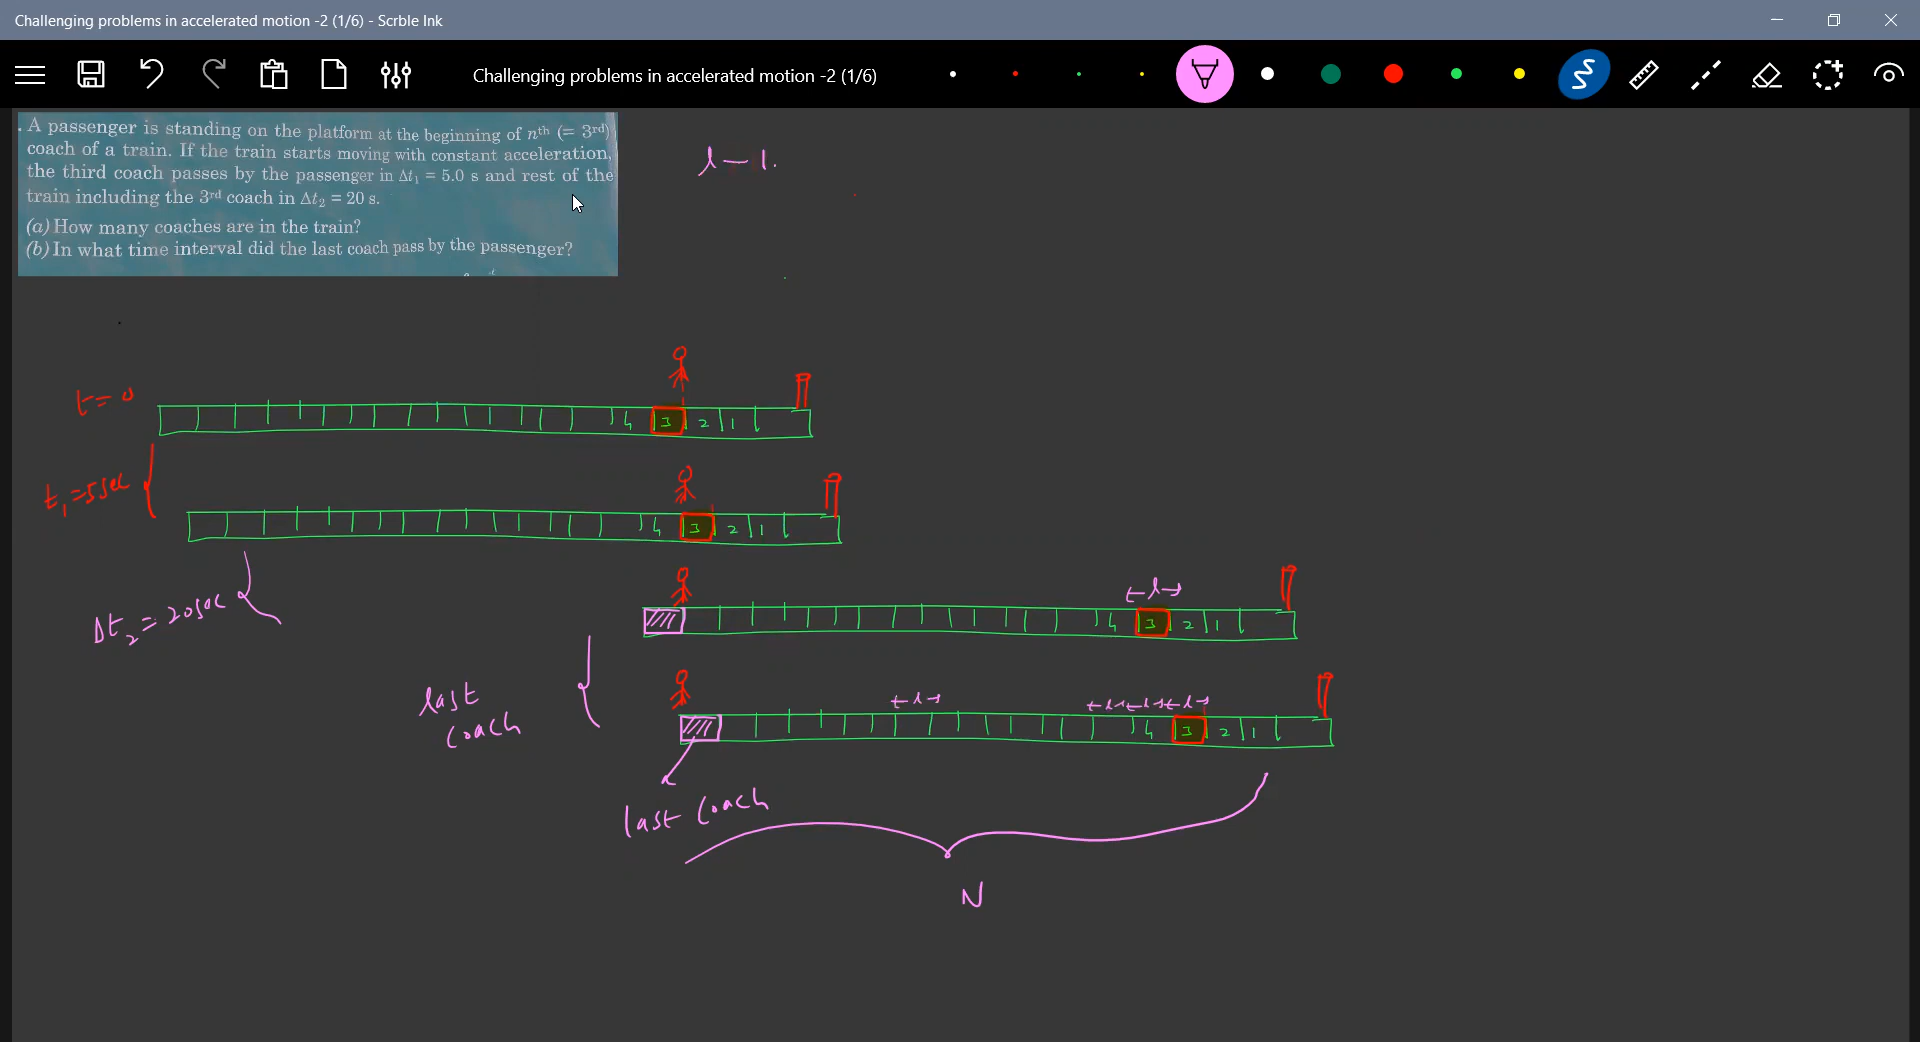 Challenging problems in accelerated motion -2 (1/6) - Scrble Ink
Challenging problems in accelerated motion -2 (1/6)
A passenger is standing on the platform at the beginning of nth (= 3rd)
coach of a train. If the train starts moving with constant acceleration,
the third coach passes by the passenger in Δt₁ = 5.0 s and rest of the
train including the 3rd coach in Δt₂ = 20 s.
(a) How many coaches are in the train?
(b) In what time interval did the last coach pass by the passenger?
l - 1.
t = 0
4 3 2 1
t₁ = 5 sec
4 3 2 1
Δt₂ = 20 sec
l
4 3 2 1
last
coach
l l l l
4 3 2 1
last coach
N